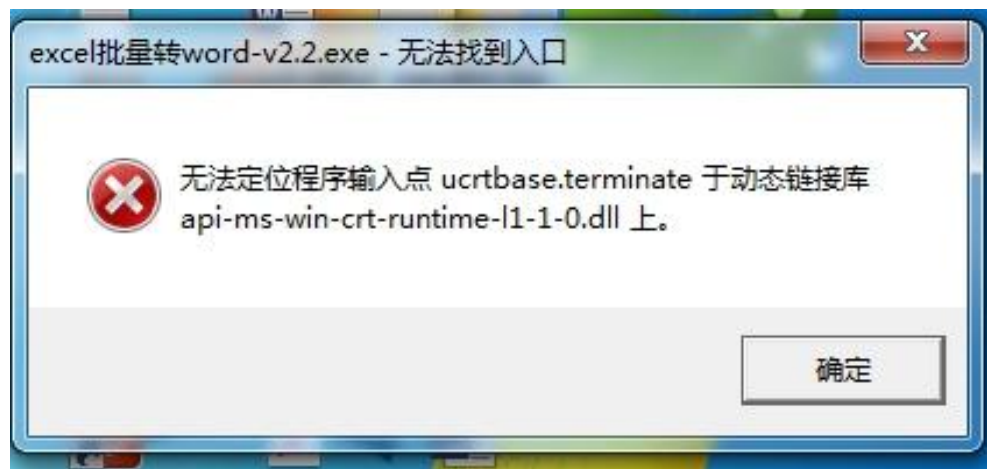 excel批量转word-v2.2.exe - 无法找到入口
无法定位程序输入点 ucrtbase.terminate 于动态链接库
api-ms-win-crt-runtime-l1-1-0.dll 上。
确定